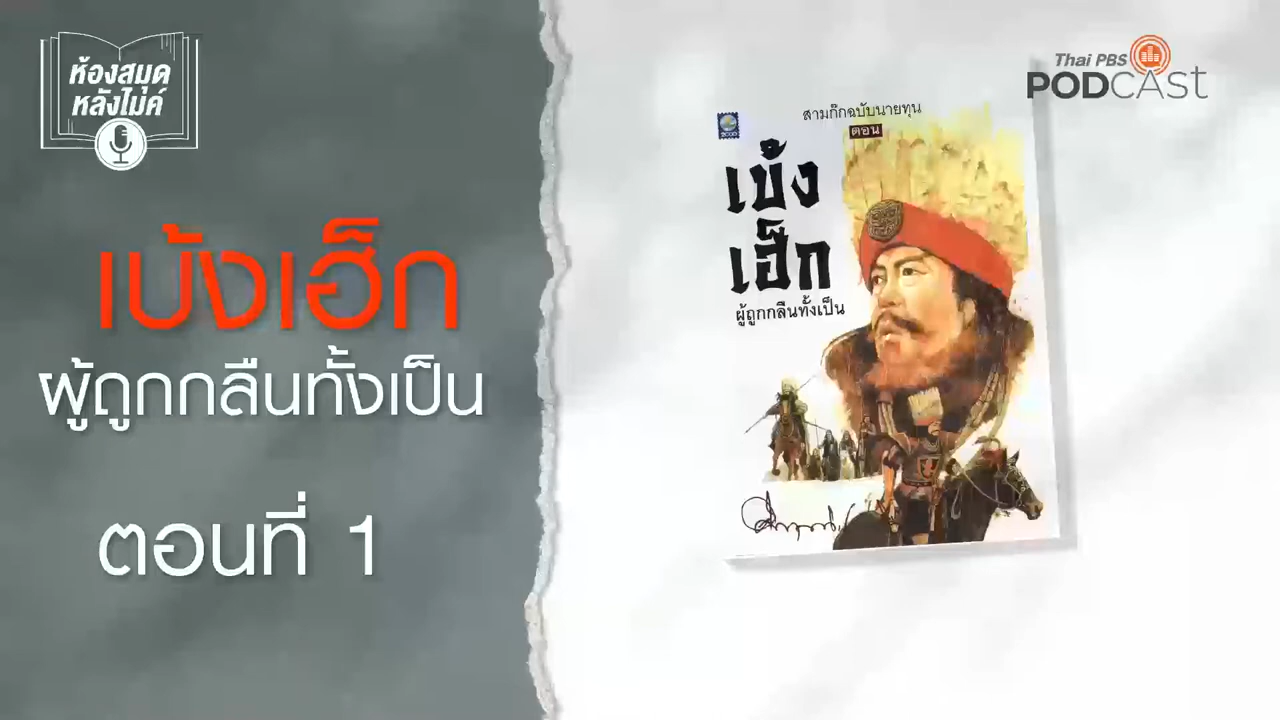 ห้องสมุด
หลังไมค์
เบ้งเฮ็ก
ผู้ถูกกลืนทั้งเป็น
ตอนที่ 1
Thai PBS
PODCAst
สามก๊กฉบับนายทุน
ตอน
เบ้ง
เฮ็ก
ผู้ถูกกลืนทั้งเป็น